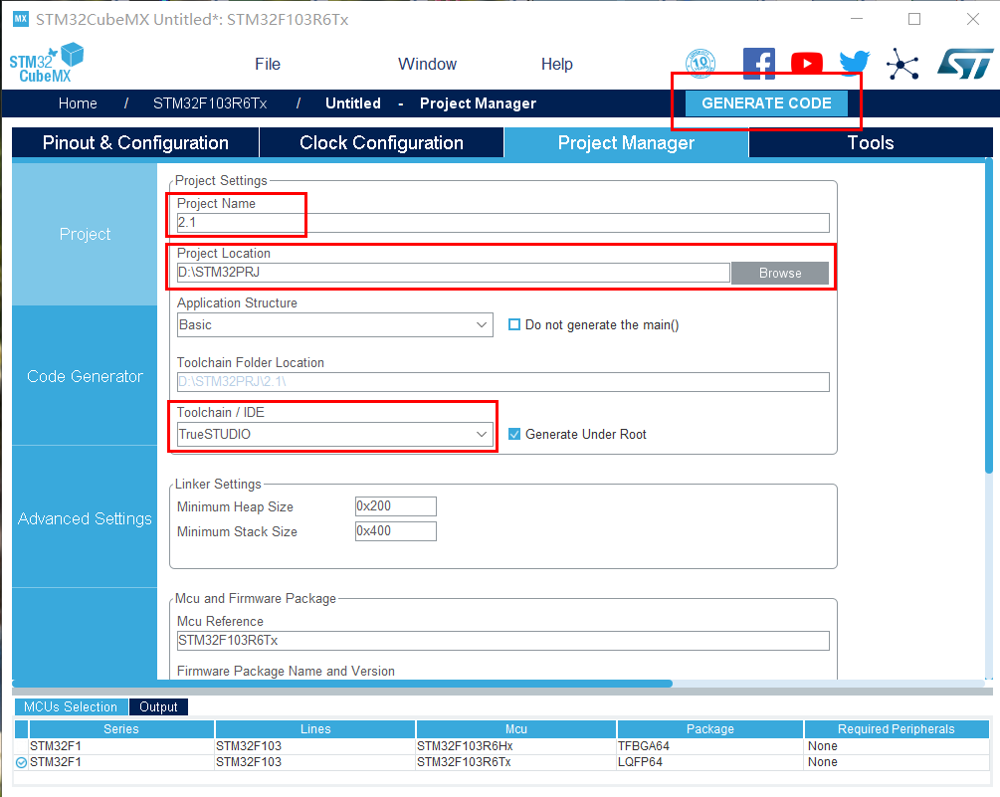 MX STM32CubeMX Untitled*: STM32F103R6Tx
STM32 CubeMX
File Window Help
10
Home / STM32F103R6Tx / Untitled - Project Manager GENERATE CODE
Pinout & Configuration Clock Configuration Project Manager Tools
Project
Code Generator
Advanced Settings
Project Settings
Project Name
2.1
Project Location
D:\STM32PRJ Browse
Application Structure
Basic Do not generate the main()
Toolchain Folder Location
D:\STM32PRJ\2.1\
Toolchain / IDE
TrueSTUDIO Generate Under Root
Linker Settings
Minimum Heap Size 0x200
Minimum Stack Size 0x400
Mcu and Firmware Package
Mcu Reference
STM32F103R6Tx
Firmware Package Name and Version
MCUs Selection Output
Series Lines Mcu Package Required Peripherals
STM32F1 STM32F103 STM32F103R6Hx TFBGA64 None
STM32F1 STM32F103 STM32F103R6Tx LQFP64 None